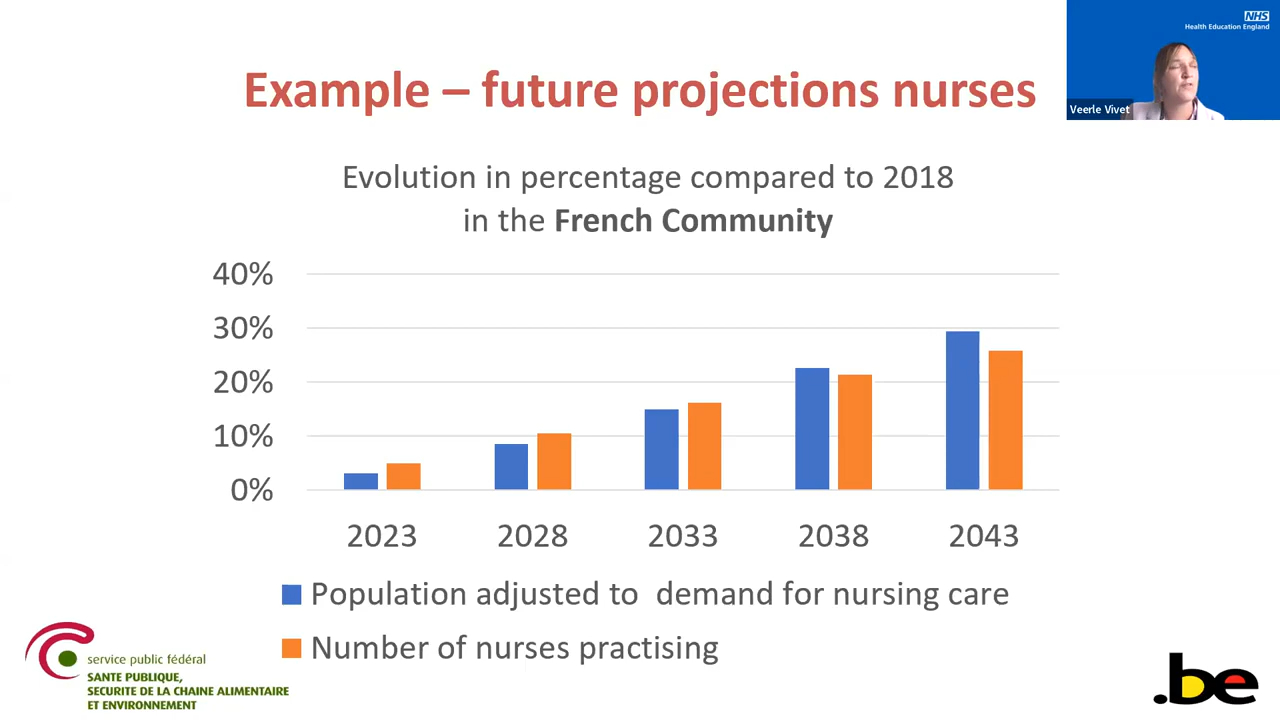 NHS
Health Education England
Veerle Vivet
Example – future projections nurses
Evolution in percentage compared to 2018
in the French Community
40%
30%
20%
10%
0%
2023 2028 2033 2038 2043
Population adjusted to demand for nursing care
Number of nurses practising
service public fédéral
SANTE PUBLIQUE,
SECURITE DE LA CHAINE ALIMENTAIRE
ET ENVIRONNEMENT
.be